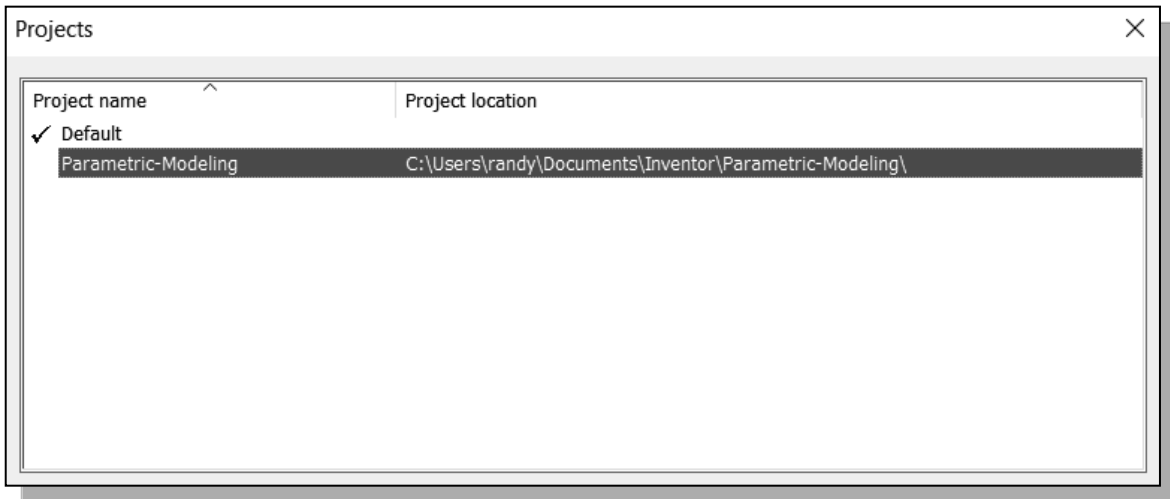 Projects
Project name Project location
Default
Parametric-Modeling C:\Users\randy\Documents\Inventor\Parametric-Modeling\